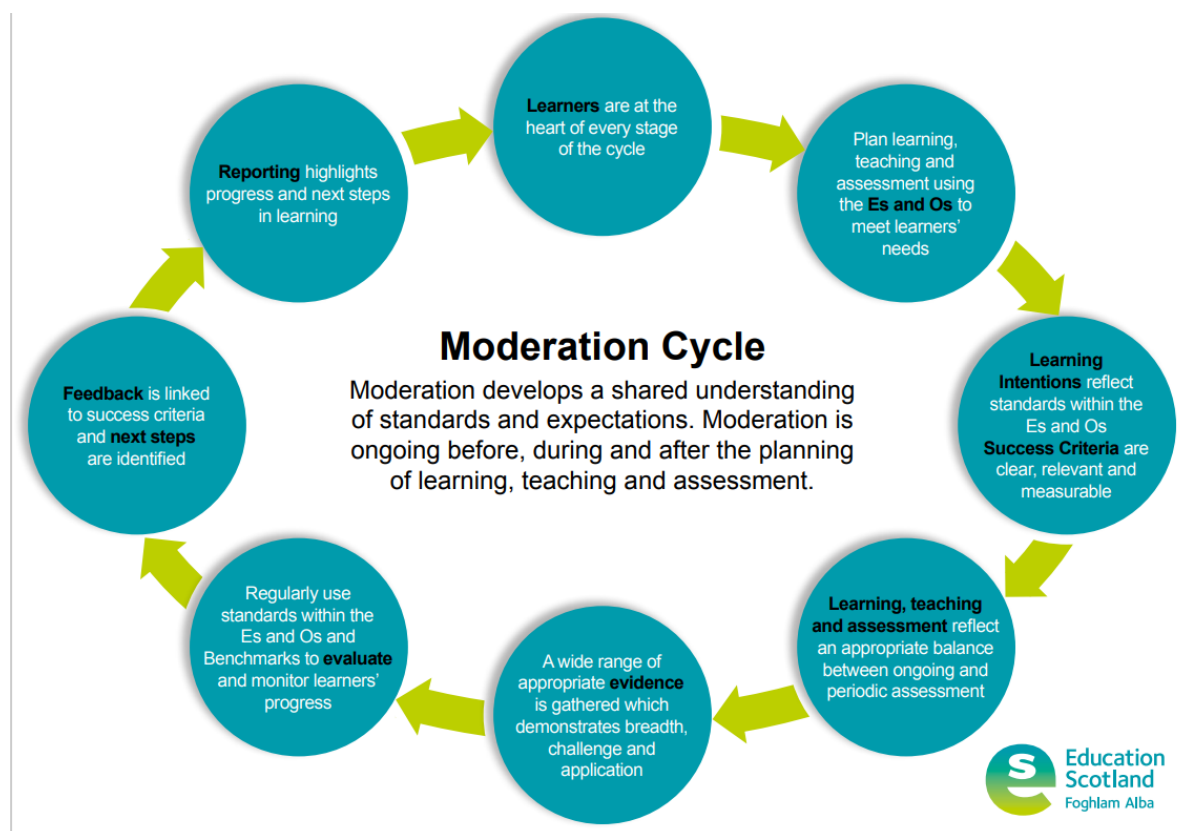 Learners are at the
heart of every stage
of the cycle
Plan learning,
teaching and
assessment using
the Es and Os to
meet learners'
needs
Learning
Intentions reflect
standards within the
Es and Os
Success Criteria are
clear, relevant and
measurable
Learning, teaching
and assessment reflect
an appropriate balance
between ongoing and
periodic assessment
A wide range of
appropriate evidence
is gathered which
demonstrates breadth,
challenge and
application
Regularly use
standards within the
Es and Os and
Benchmarks to evaluate
and monitor learners'
progress
Feedback is linked
to success criteria
and next steps
are identified
Reporting highlights
progress and next steps
in learning
Moderation Cycle
Moderation develops a shared understanding
of standards and expectations. Moderation is
ongoing before, during and after the planning
of learning, teaching and assessment.
Education
Scotland
Foghlam Alba